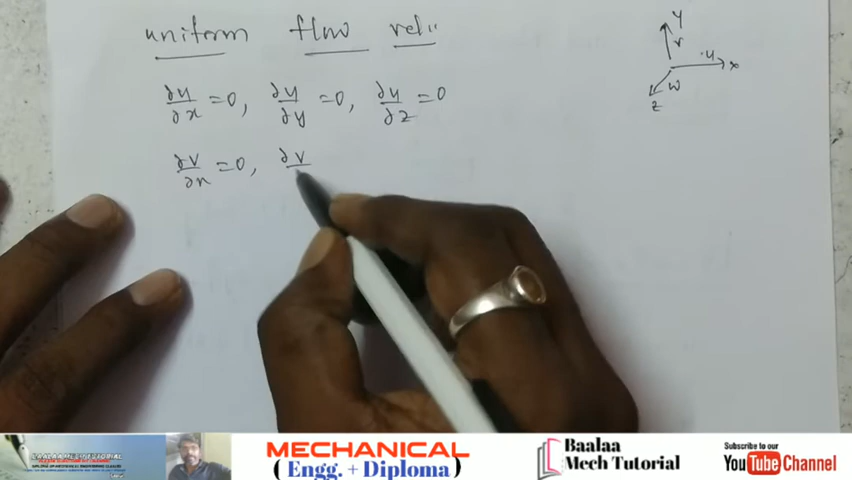 uniform flow rel"
∂u/∂x = 0, ∂u/∂y = 0, ∂u/∂z = 0
∂v/∂x = 0, ∂v
y
v
u
x
w
z
BAALAA MECH TUTORIAL
MECHANICAL
( Engg. + Diploma )
Baalaa
Mech Tutorial
Subscribe to our
YouTube Channel